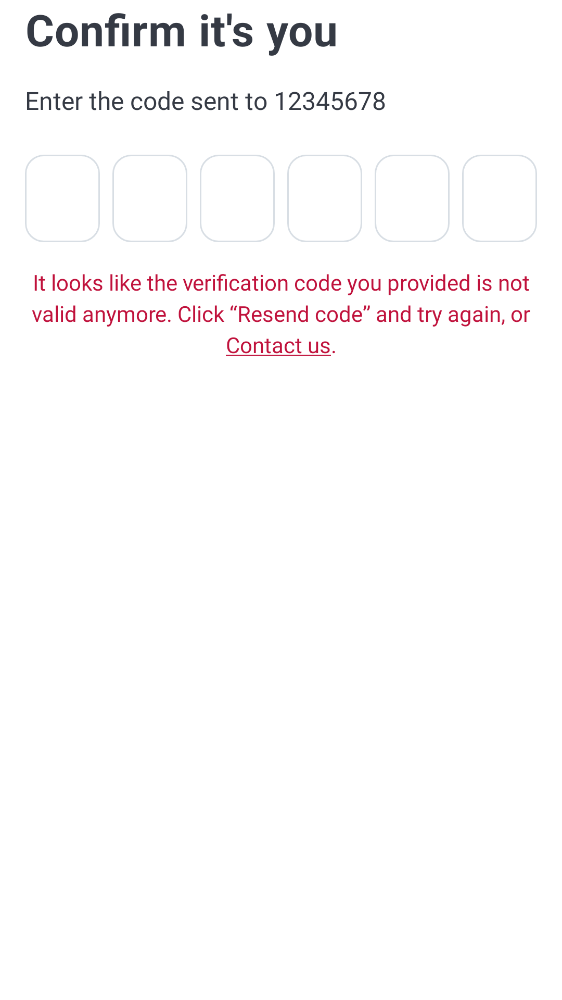 Confirm it's you
Enter the code sent to 12345678
It looks like the verification code you provided is not
valid anymore. Click “Resend code” and try again, or
Contact us.